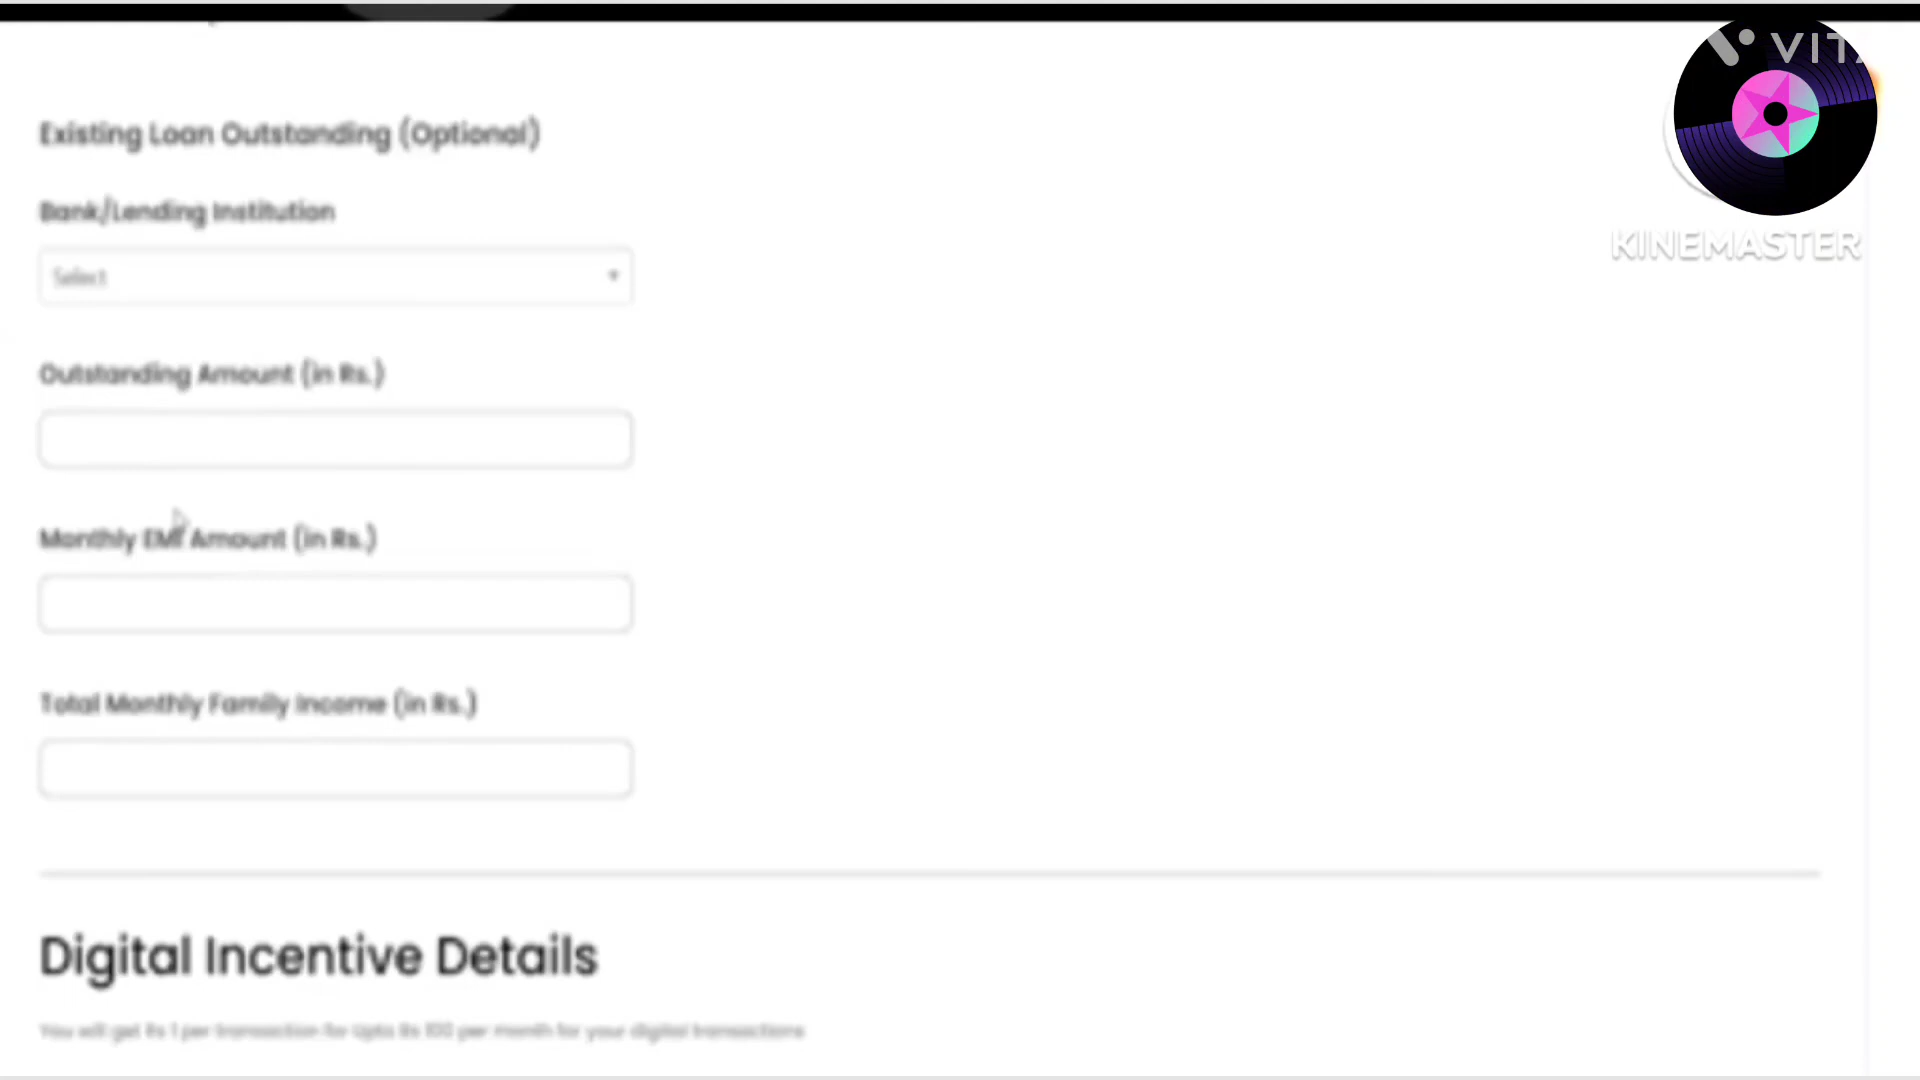 VITA
KINEMASTER
Existing Loan Outstanding (Optional)
Bank/Lending Institution
Select
Outstanding Amount (in Rs.)
Monthly EMI Amount (in Rs.)
Total Monthly Family Income (in Rs.)
Digital Incentive Details
You will get Rs 1 per transaction for Upto Rs 100 per month for your digital transactions